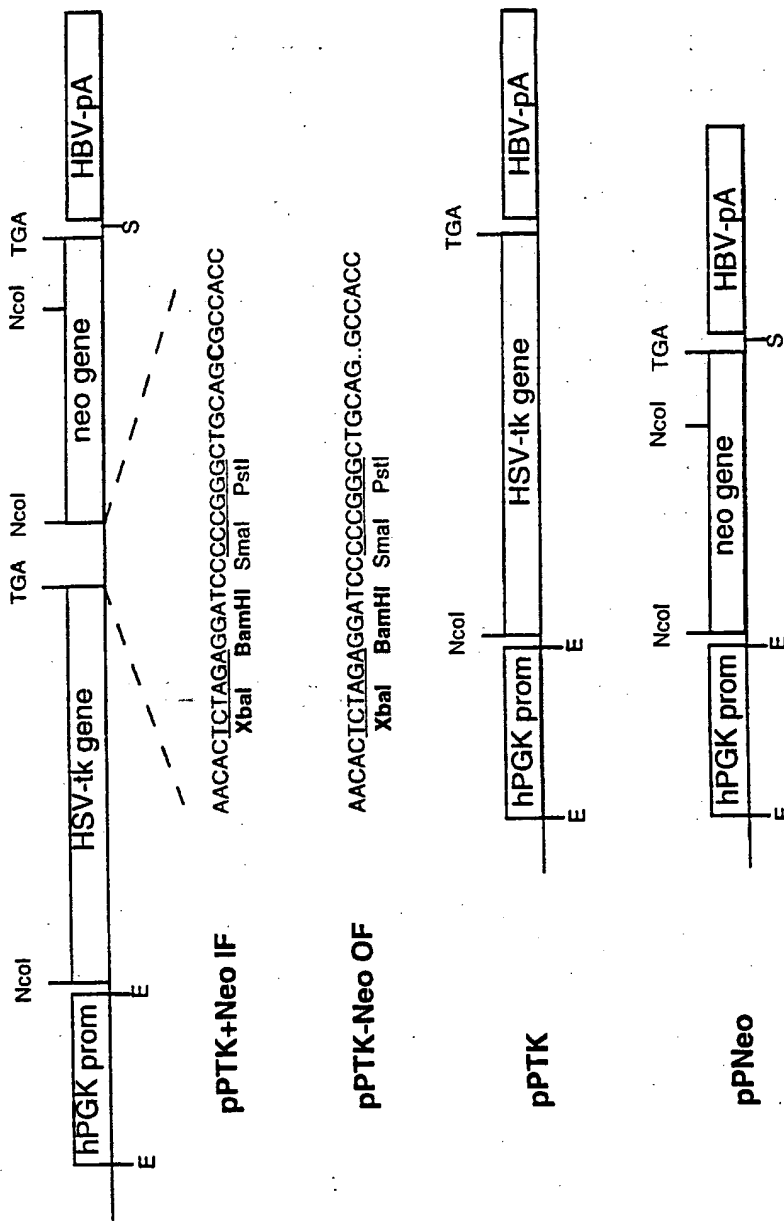 NcoI TGA NcoI NcoI TGA
hPGK prom HSV-tk gene neo gene HBV-pA
E E S
pPTK+Neo IF AACACTCTAGAGGATCCCCCGGGCTGCAGCGCCACC
XbaI BamHI SmaI PstI
pPTK-Neo OF AACACTCTAGAGGATCCCCCGGGCTGCAG..GCCACC
XbaI BamHI SmaI PstI
NcoI TGA
pPTK hPGK prom HSV-tk gene HBV-pA
E E
NcoI NcoI TGA
pPNeo hPGK prom neo gene HBV-pA
E E S